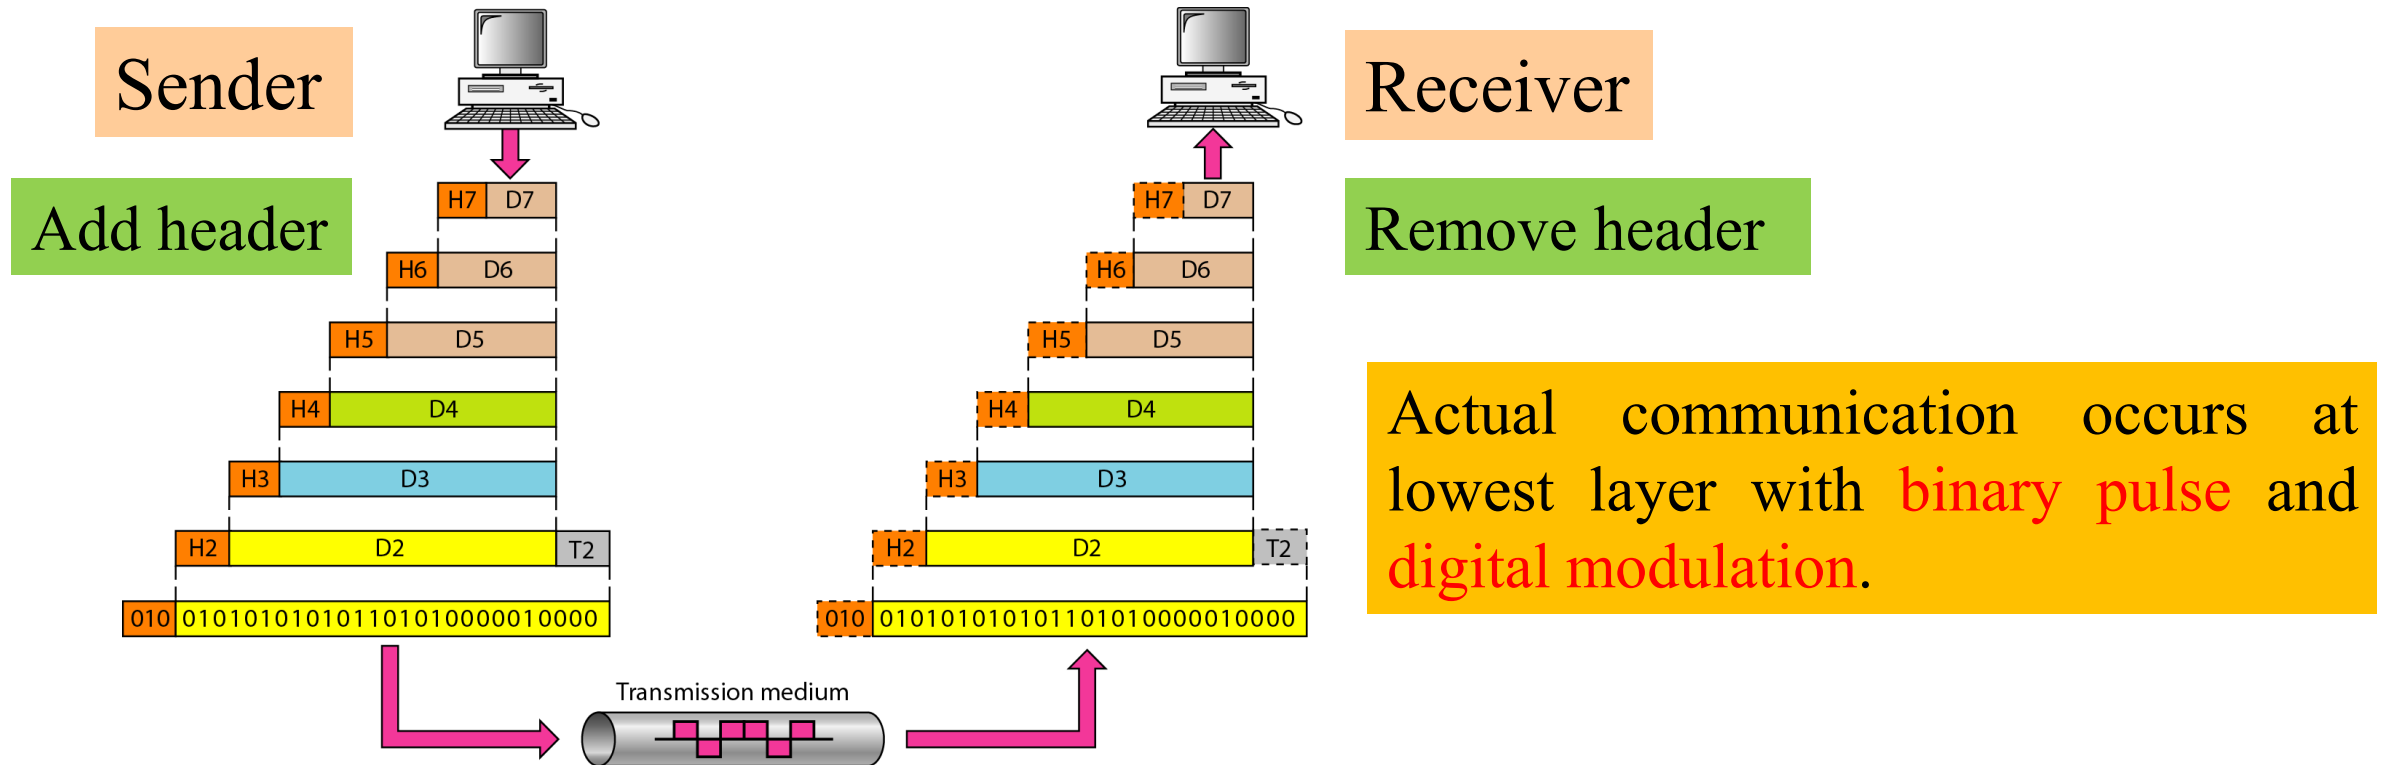 Sender
Receiver
Add header
Remove header
H7 D7
H7 D7
H6 D6
H6 D6
H5 D5
H5 D5
H4 D4
H4 D4
H3 D3
H3 D3
H2 D2 T2
H2 D2 T2
010 010101010101101010000010000
010 010101010101101010000010000
Actual communication occurs at
lowest layer with binary pulse and
digital modulation.
Transmission medium